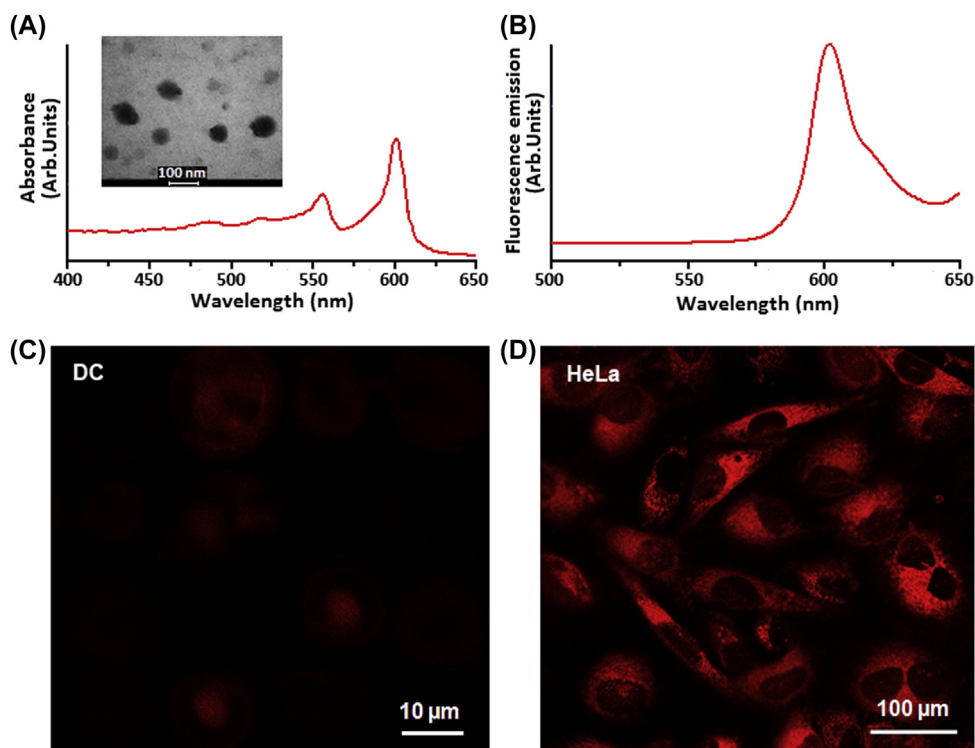 (A)
Absorbance
(Arb.Units)
100 nm
400 450 500 550 600 650
Wavelength (nm)
(B)
Fluorescence emission
(Arb.Units)
500 550 600 650
Wavelength (nm)
(C)
DC
10 µm
(D)
HeLa
100 µm